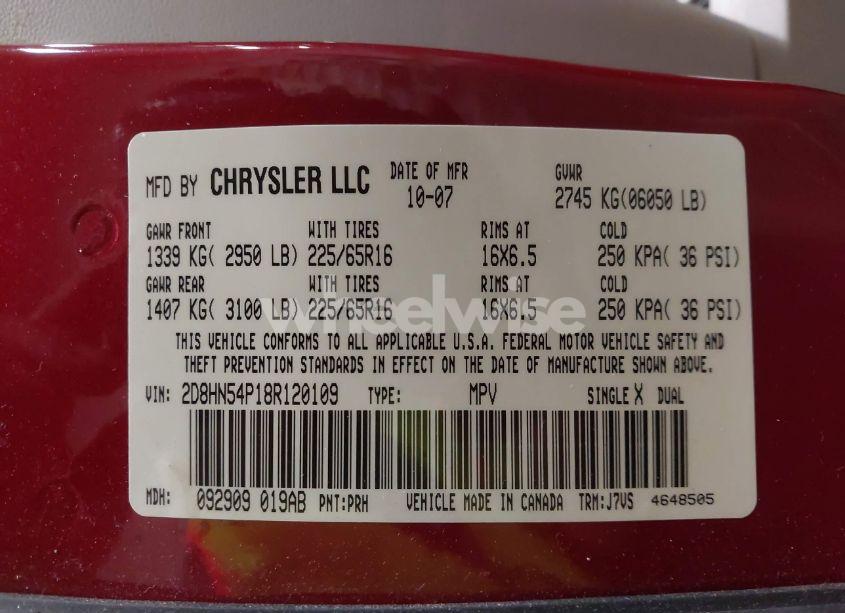 MFD BY CHRYSLER LLC DATE OF MFR 10-07 GVWR 2745 KG(06050 LB)
GAWR FRONT WITH TIRES RIMS AT COLD
1339 KG( 2950 LB) 225/65R16 16X6.5 250 KPA( 36 PSI)
GAWR REAR WITH TIRES RIMS AT COLD
1407 KG( 3100 LB) 225/65R16 16X6.5 250 KPA( 36 PSI)
wheelwise
THIS VEHICLE CONFORMS TO ALL APPLICABLE U.S.A. FEDERAL MOTOR VEHICLE SAFETY AND
THEFT PREVENTION STANDARDS IN EFFECT ON THE DATE OF MANUFACTURE SHOWN ABOVE.
VIN: 2D8HN54P18R120109 TYPE: MPV SINGLE X DUAL
MDH: 092909 019AB PNT:PRH VEHICLE MADE IN CANADA TRM:J7VS 4648505